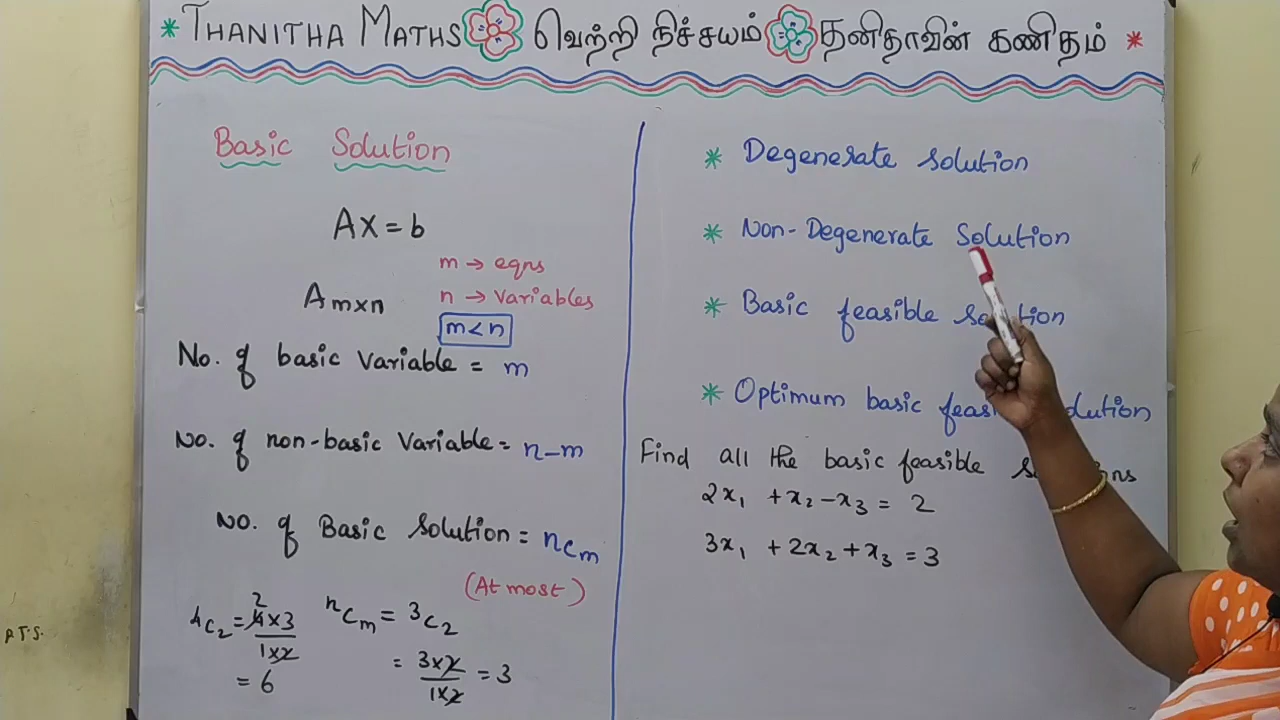 * THANITHA MATHS வெற்றி நிச்சயம் தனிதாவின் கணிதம் *
Basic Solution
AX = b
m → eqns
A m×n n → variables
m < n
No. of basic Variable = m
No. of non-basic Variable = n-m
No. of Basic Solution = nCm
(At most)
4C2 = 4×3 / 1×2 = 6
nCm = 3C2
= 3×2 / 1×2 = 3
* Degenerate solution
* Non-Degenerate Solution
* Basic feasible
* Optimum basic
Find all the basic feasible
2x₁ + x₂ - x₃ = 2
3x₁ + 2x₂ + x₃ = 3
P.T.S.